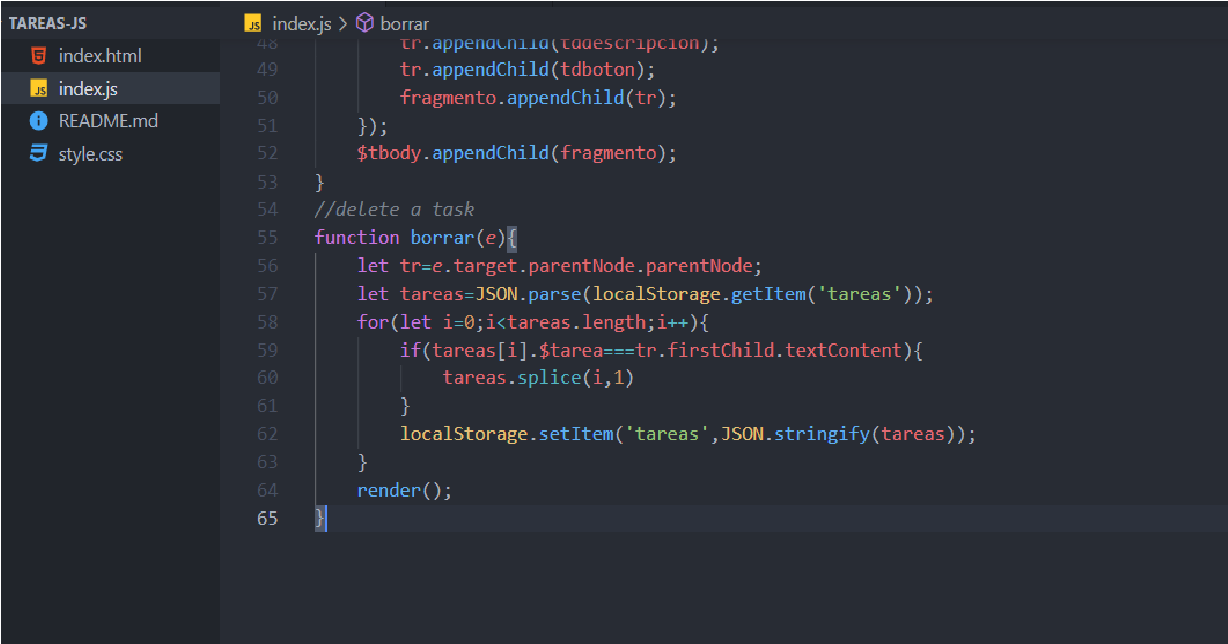 TAREAS-JS
index.html
index.js
README.md
style.css
index.js > borrar
48 tr.appendChild(tddescripcion);
49 tr.appendChild(tdboton);
50 fragmento.appendChild(tr);
51 });
52 $tbody.appendChild(fragmento);
53 }
54 //delete a task
55 function borrar(e){
56 let tr=e.target.parentNode.parentNode;
57 let tareas=JSON.parse(localStorage.getItem('tareas'));
58 for(let i=0;i<tareas.length;i++){
59 if(tareas[i].$tarea===tr.firstChild.textContent){
60 tareas.splice(i,1)
61 }
62 localStorage.setItem('tareas',JSON.stringify(tareas));
63 }
64 render();
65 }